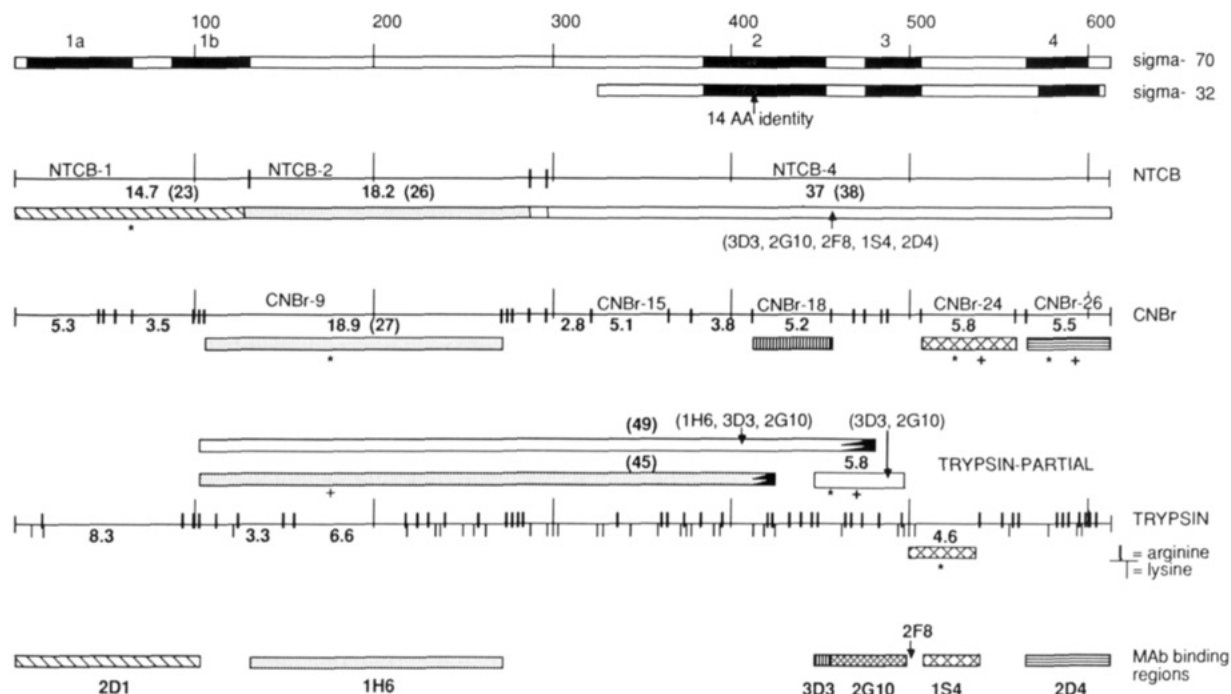 100 200 300 400 500 600
1a 1b 2 3 4
sigma- 70
sigma- 32
14 AA identity
NTCB-1 NTCB-2 NTCB-4 NTCB
14.7 (23) 18.2 (26) 37 (38)
*
(3D3, 2G10, 2F8, 1S4, 2D4)
CNBr-9 CNBr-15 CNBr-18 CNBr-24 CNBr-26 CNBr
5.3 3.5 18.9 (27) 2.8 5.1 3.8 5.2 5.8 5.5
* * + * +
(49) (1H6, 3D3, 2G10) (3D3, 2G10)
(45) 5.8 TRYPSIN-PARTIAL
+ * +
TRYPSIN
8.3 3.3 6.6 4.6
= arginine
= lysine
*
2F8
MAb binding
regions
2D1 1H6 3D3 2G10 1S4 2D4